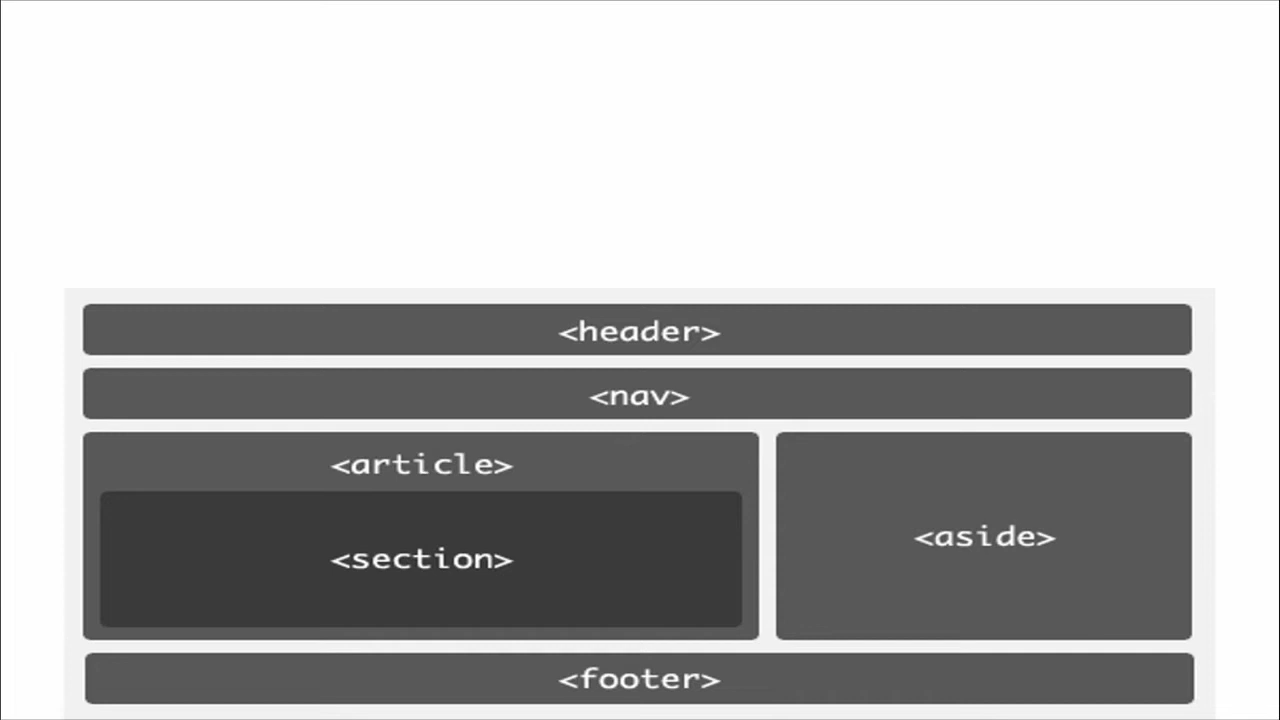 <header>
<nav>
<article>
<section>
<aside>
<footer>